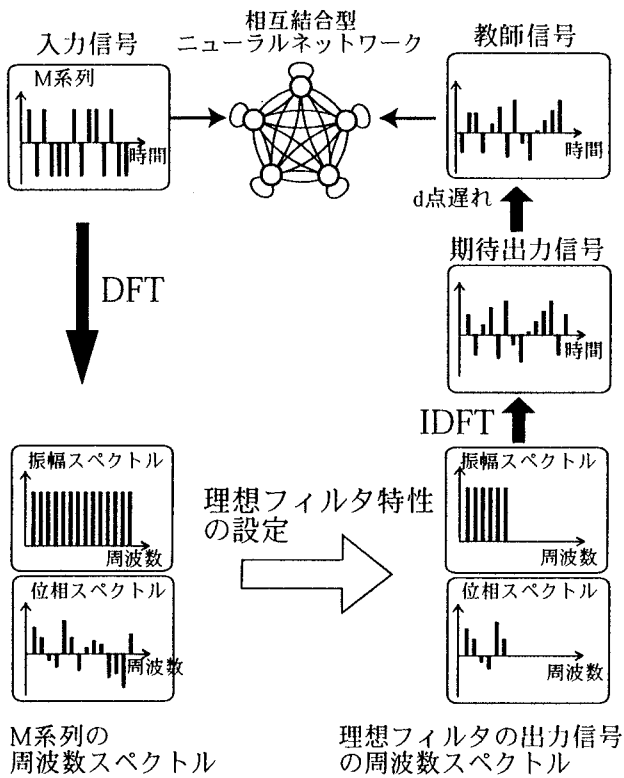 入力信号
M系列
時間
相互結合型
ニューラルネットワーク
教師信号
時間
d点遅れ
期待出力信号
時間
DFT
IDFT
振幅スペクトル
周波数
位相スペクトル
周波数
理想フィルタ特性
の設定
振幅スペクトル
周波数
位相スペクトル
周波数
M系列の
周波数スペクトル
理想フィルタの出力信号
の周波数スペクトル